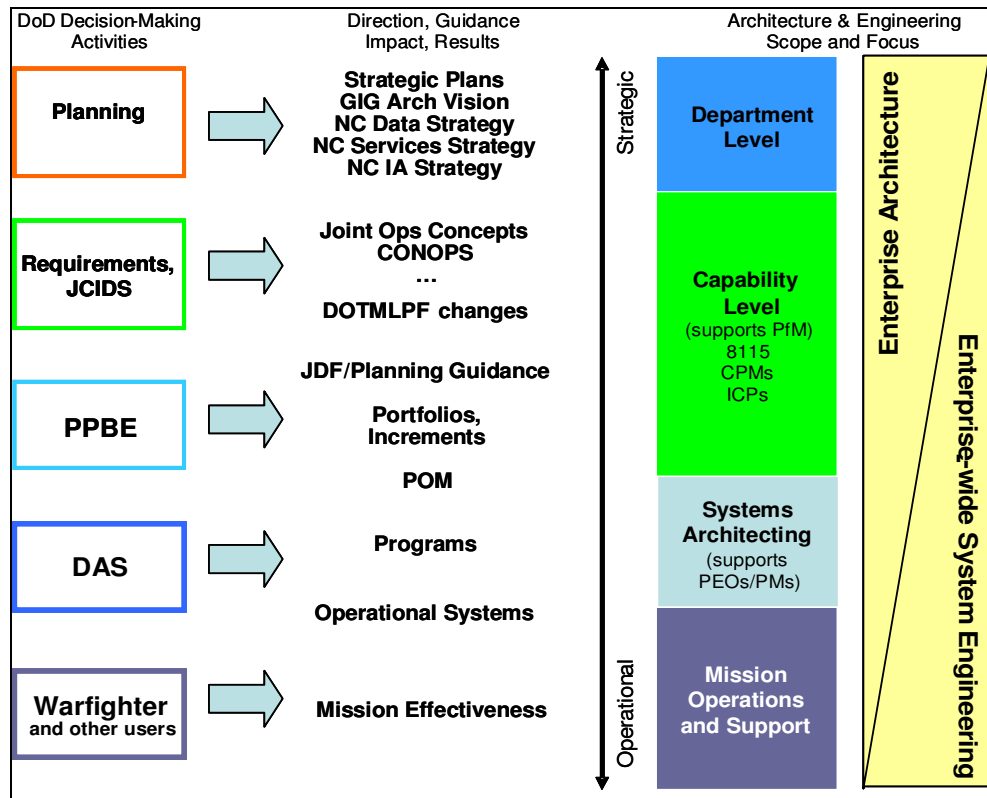 DoD Decision-Making
Activities
Direction, Guidance
Impact, Results
Architecture & Engineering
Scope and Focus
Planning
Strategic Plans
GIG Arch Vision
NC Data Strategy
NC Services Strategy
NC IA Strategy
Requirements,
JCIDS
Joint Ops Concepts
CONOPS
...
DOTMLPF changes
PPBE
JDF/Planning Guidance
Portfolios,
Increments
POM
DAS
Programs
Operational Systems
Warfighter
and other users
Mission Effectiveness
Strategic
Operational
Department
Level
Capability
Level
(supports PfM)
8115
CPMs
ICPs
Systems
Architecting
(supports
PEOs/PMs)
Mission
Operations
and Support
Enterprise Architecture
Enterprise-wide System Engineering